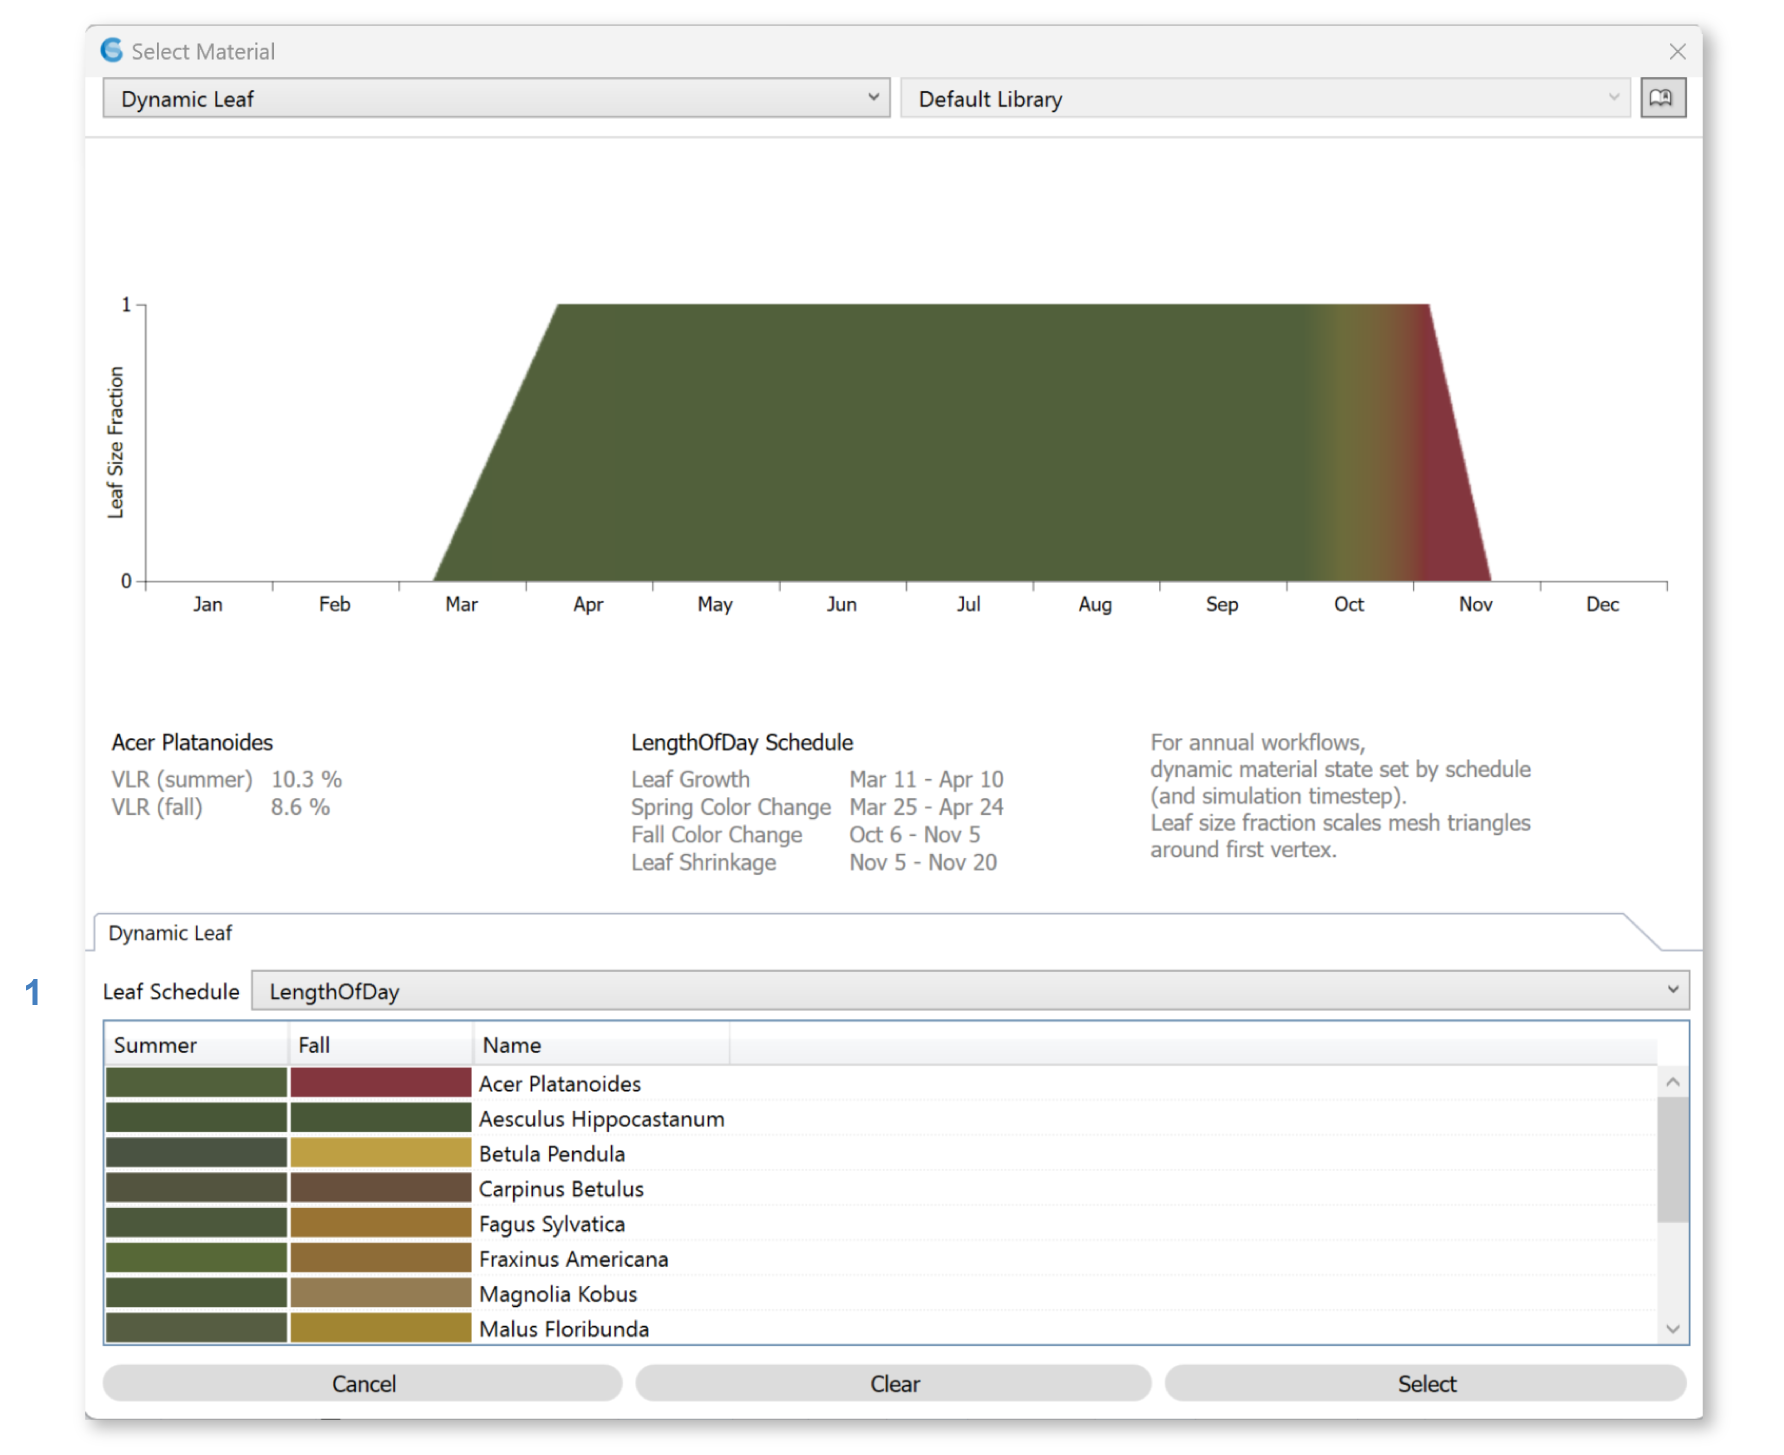 Select Material
Dynamic Leaf
Default Library
1
Leaf Size Fraction
0
Jan Feb Mar Apr May Jun Jul Aug Sep Oct Nov Dec
Acer Platanoides
VLR (summer) 10.3 %
VLR (fall) 8.6 %
LengthOfDay Schedule
Leaf Growth Mar 11 - Apr 10
Spring Color Change Mar 25 - Apr 24
Fall Color Change Oct 6 - Nov 5
Leaf Shrinkage Nov 5 - Nov 20
For annual workflows,
dynamic material state set by schedule
(and simulation timestep).
Leaf size fraction scales mesh triangles
around first vertex.
Dynamic Leaf
1
Leaf Schedule LengthOfDay
Summer Fall Name
Acer Platanoides
Aesculus Hippocastanum
Betula Pendula
Carpinus Betulus
Fagus Sylvatica
Fraxinus Americana
Magnolia Kobus
Malus Floribunda
Cancel Clear Select